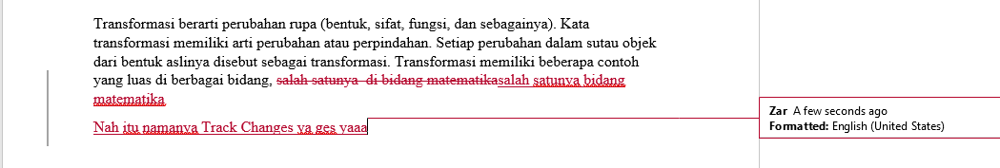 Transformasi berarti perubahan rupa (bentuk, sifat, fungsi, dan sebagainya). Kata
transformasi memiliki arti perubahan atau perpindahan. Setiap perubahan dalam sutau objek
dari bentuk aslinya disebut sebagai transformasi. Transformasi memiliki beberapa contoh
yang luas di berbagai bidang, salah satunya  di bidang matematikasalah satunya bidang
matematika
Nah itu namanya Track Changes ya ges yaaa
Zar A few seconds ago
Formatted: English (United States)